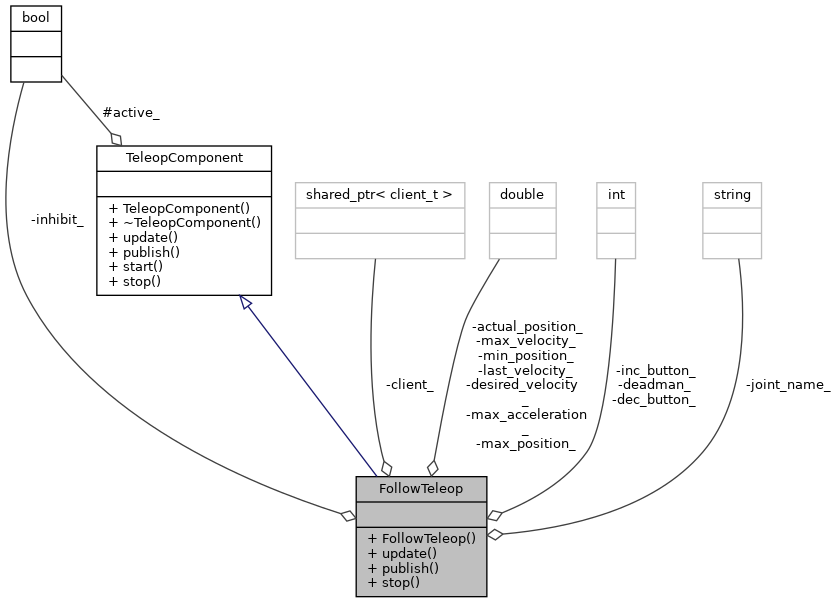 bool
#active_
TeleopComponent
+ TeleopComponent()
+ ~TeleopComponent()
+ update()
+ publish()
+ start()
+ stop()
-inhibit_
shared_ptr< client_t >
double
int
string
-client_
-actual_position_
-max_velocity_
-min_position_
-last_velocity_
-desired_velocity
_
-max_acceleration
_
-max_position_
-inc_button_
-deadman_
-dec_button_
-joint_name_
FollowTeleop
+ FollowTeleop()
+ update()
+ publish()
+ stop()